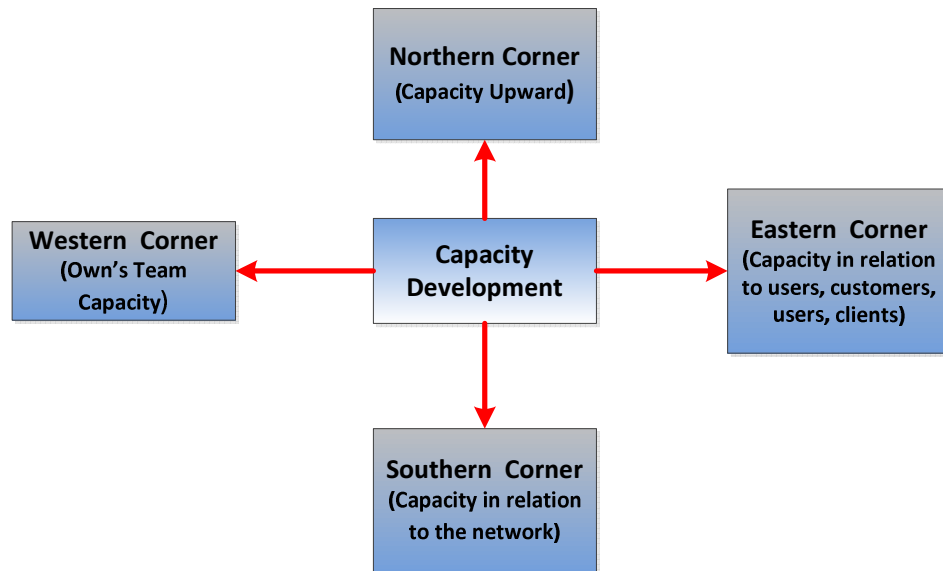 Northern Corner
(Capacity Upward)
Western Corner
(Own's Team
Capacity)
Capacity
Development
Eastern Corner
(Capacity in relation
to users, customers,
users, clients)
Southern Corner
(Capacity in relation
to the network)